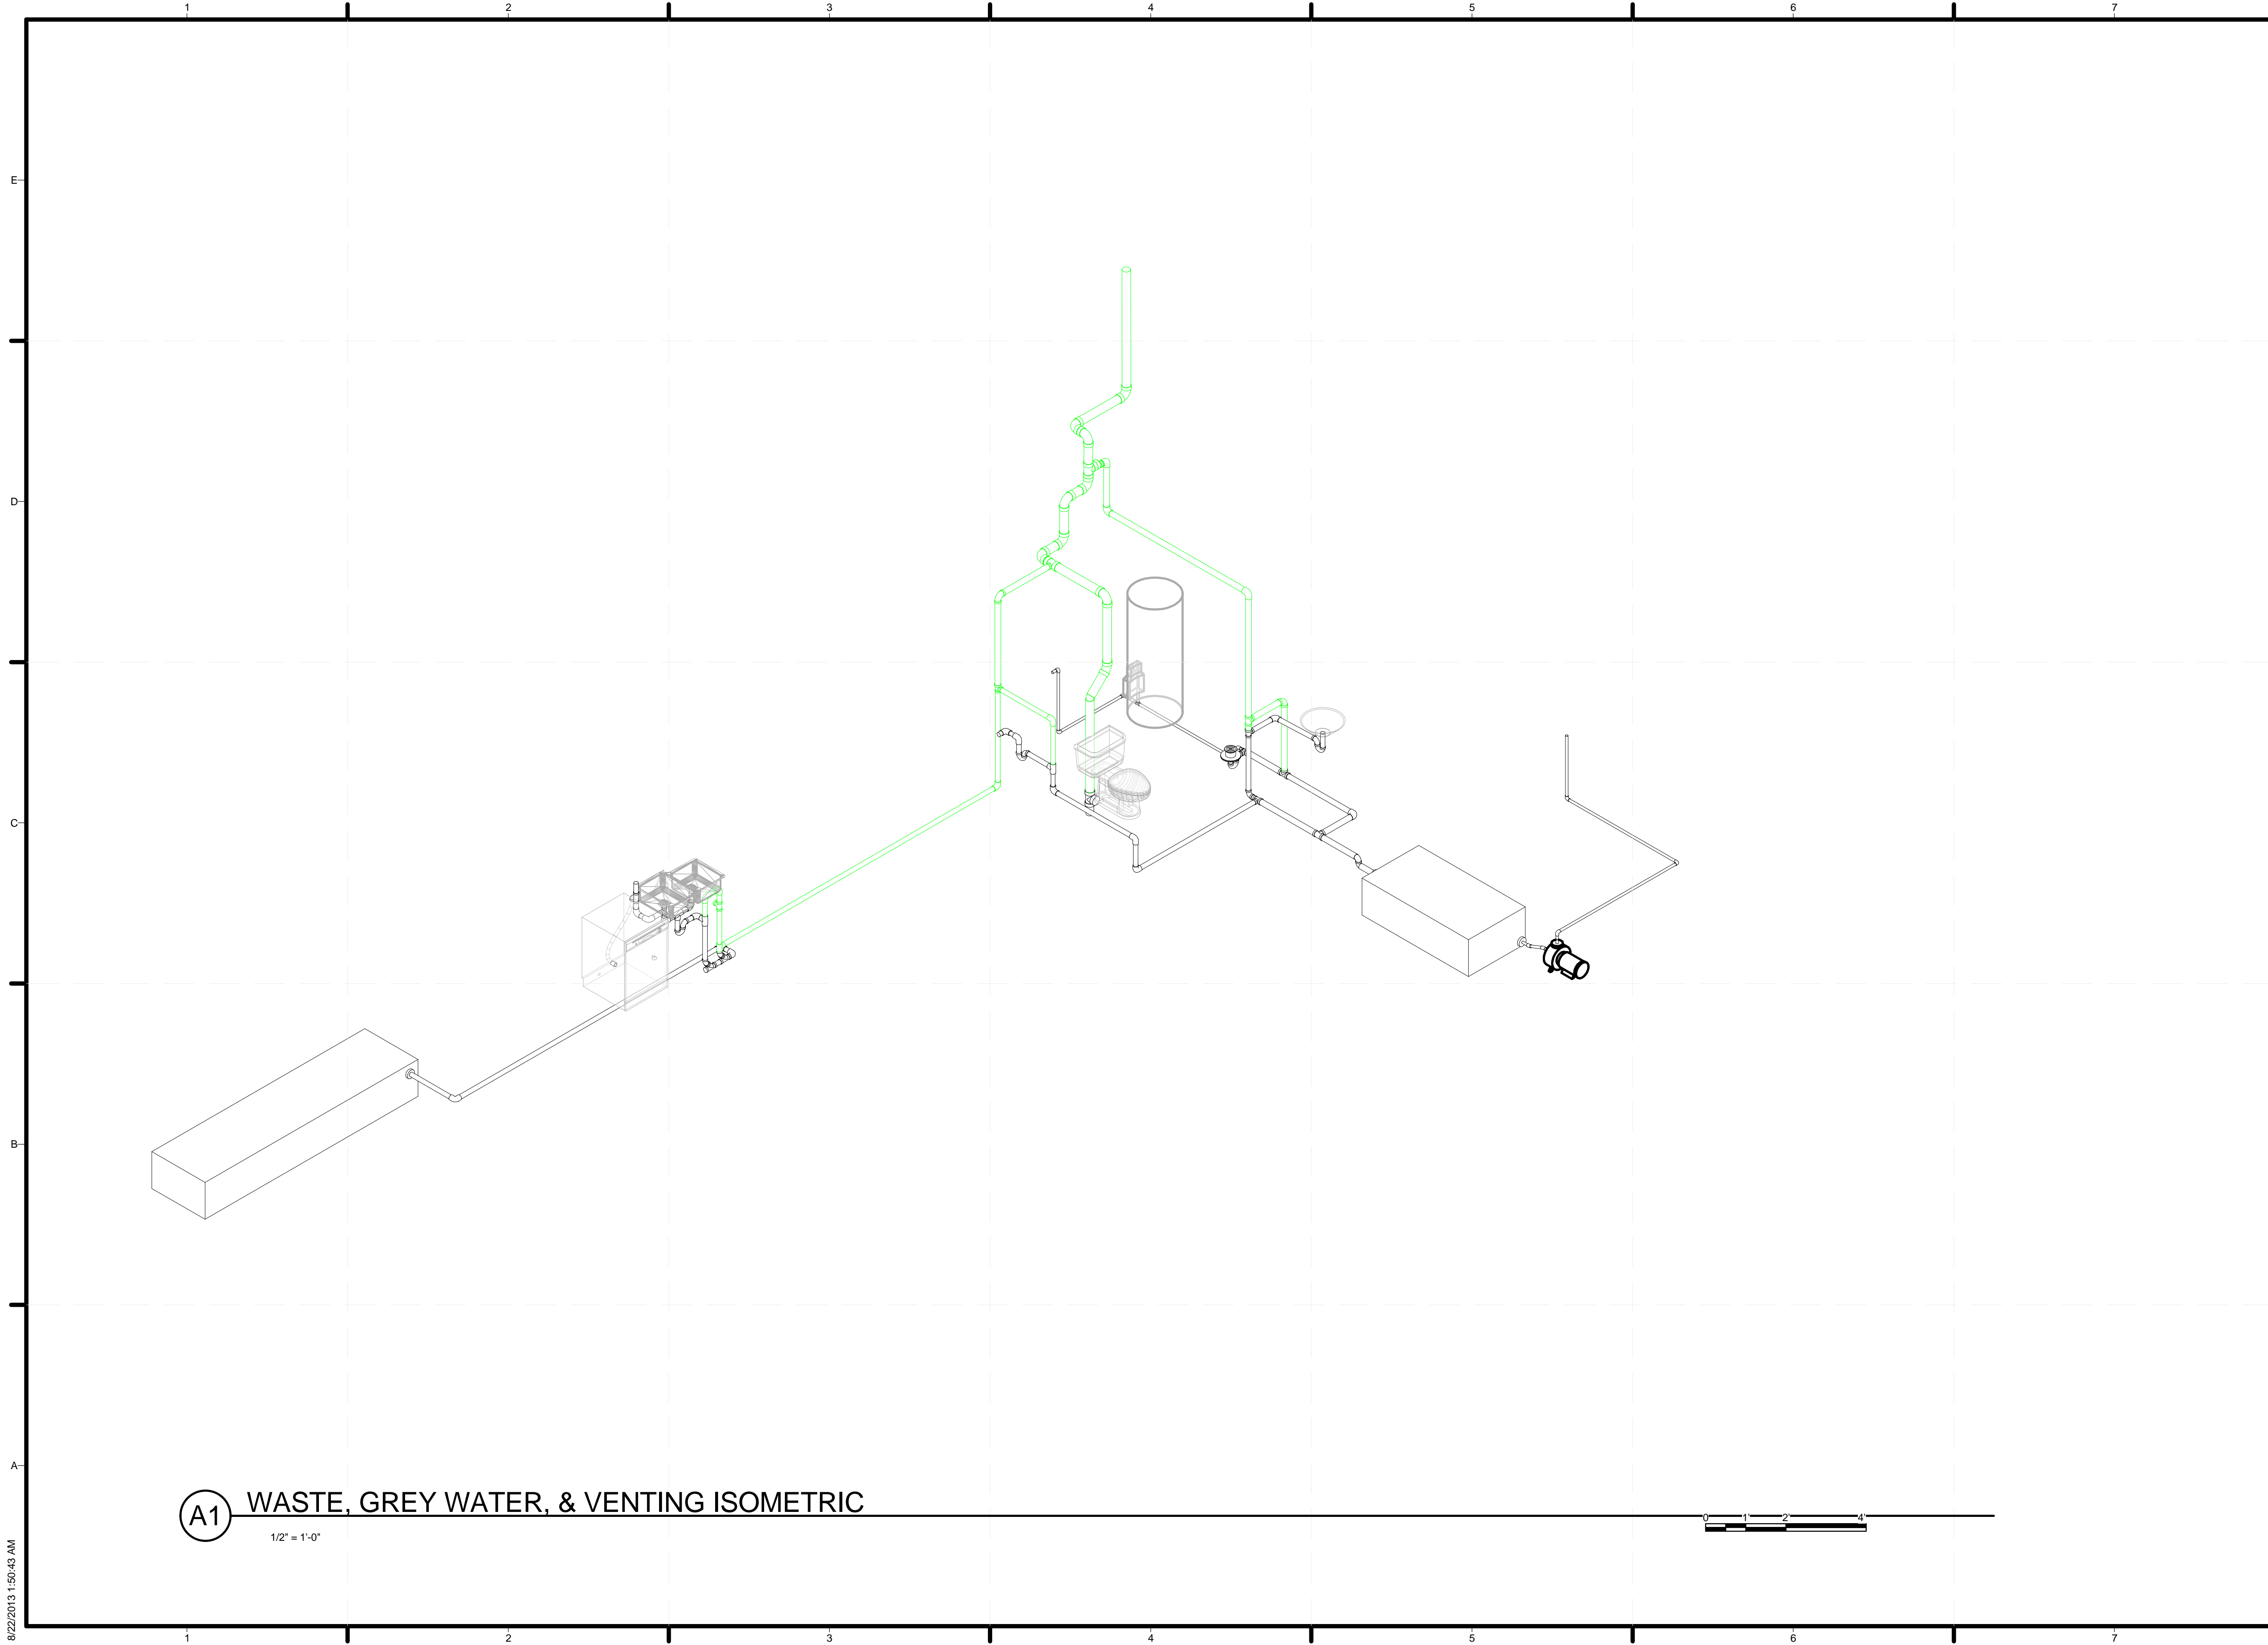 1 2 3 4 5 6 7
E
D
C
B
A
A1 WASTE, GREY WATER, & VENTING ISOMETRIC
1/2" = 1'-0"
0 1' 2' 4'
8/22/2013 1:50:43 AM
1 2 3 4 5 6 7